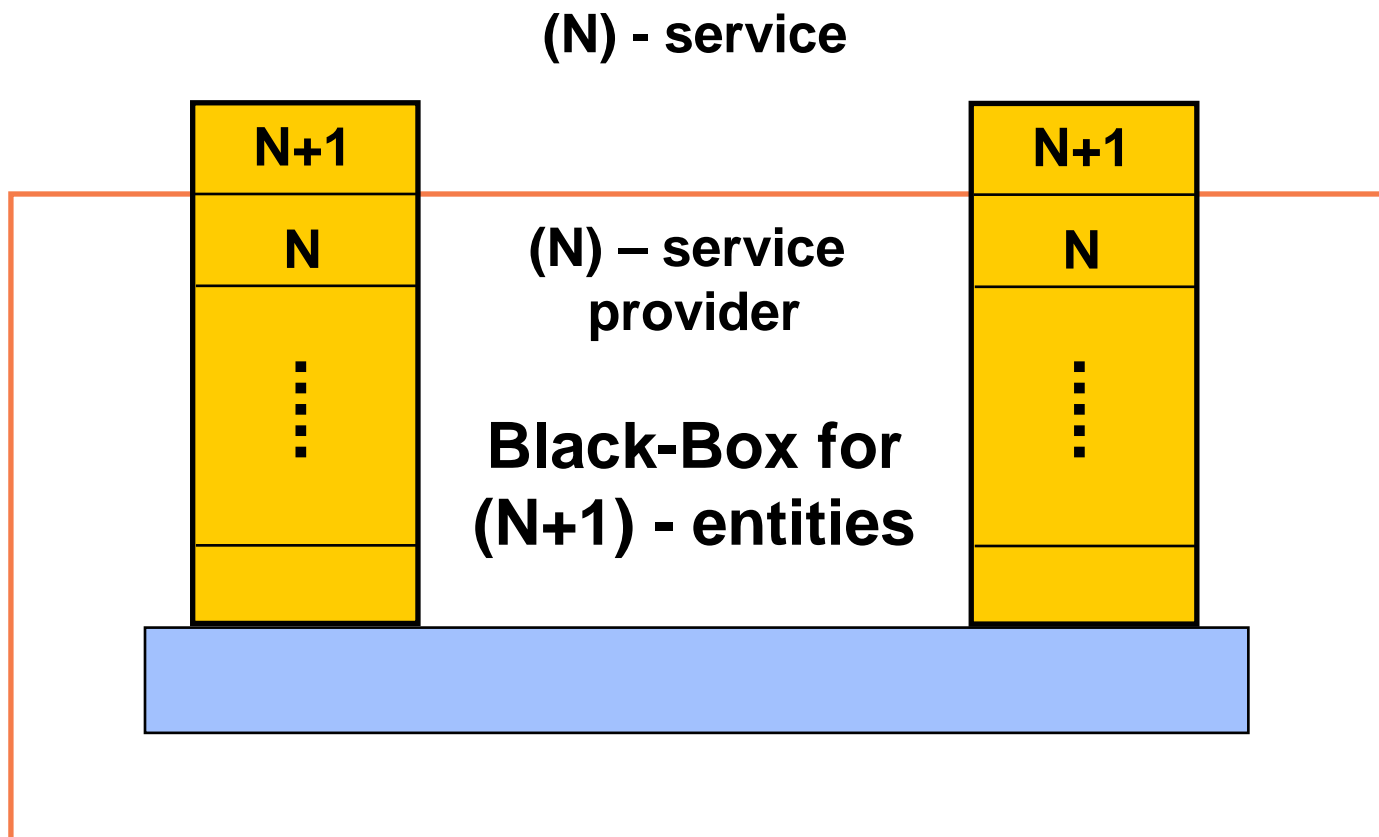 (N) - service
N+1
N+1
N
(N) – service
provider
N
Black-Box for
(N+1) - entities